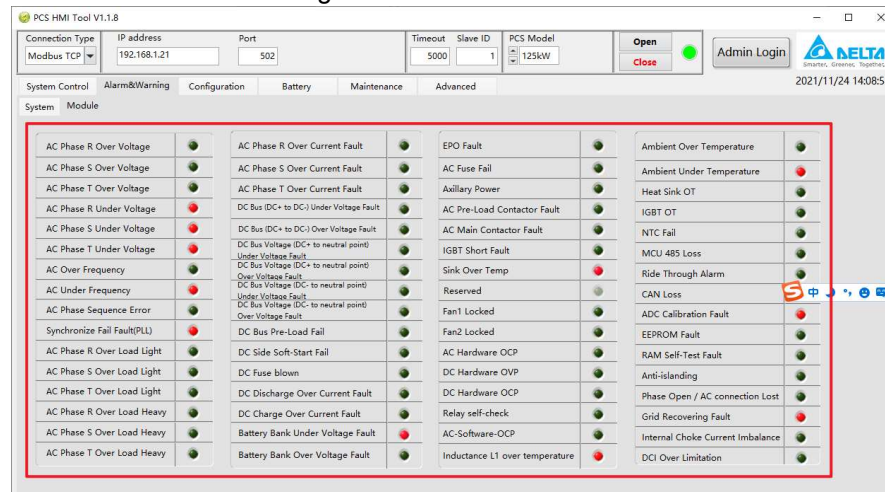 PCS HMI Tool V1.1.8
Connection Type IP address Port Timeout Slave ID PCS Model
Modbus TCP 192.168.1.21 502 5000 1 125kW
Open
Close
Admin Login
DELTA
Smarter. Greener. Together.
System Control Alarm&Warning Configuration Battery Maintenance Advanced
2021/11/24 14:08:5
System Module
AC Phase R Over Voltage
AC Phase S Over Voltage
AC Phase T Over Voltage
AC Phase R Under Voltage
AC Phase S Under Voltage
AC Phase T Under Voltage
AC Over Frequency
AC Under Frequency
AC Phase Sequence Error
Synchronize Fail Fault(PLL)
AC Phase R Over Load Light
AC Phase S Over Load Light
AC Phase T Over Load Light
AC Phase R Over Load Heavy
AC Phase S Over Load Heavy
AC Phase T Over Load Heavy
AC Phase R Over Current Fault
AC Phase S Over Current Fault
AC Phase T Over Current Fault
DC Bus (DC+ to DC-) Under Voltage Fault
DC Bus (DC+ to DC-) Over Voltage Fault
DC Bus Voltage (DC+ to neutral point)
Under Voltage Fault
DC Bus Voltage (DC+ to neutral point)
Over Voltage Fault
DC Bus Voltage (DC- to neutral point)
Under Voltage Fault
DC Bus Voltage (DC- to neutral point)
Over Voltage Fault
DC Bus Pre-Load Fail
DC Side Soft-Start Fail
DC Fuse blown
DC Discharge Over Current Fault
DC Charge Over Current Fault
Battery Bank Under Voltage Fault
Battery Bank Over Voltage Fault
EPO Fault
AC Fuse Fail
Axillary Power
AC Pre-Load Contactor Fault
AC Main Contactor Fault
IGBT Short Fault
Sink Over Temp
Reserved
Fan1 Locked
Fan2 Locked
AC Hardware OCP
DC Hardware OVP
DC Hardware OCP
Relay self-check
AC-Software-OCP
Inductance L1 over temperature
Ambient Over Temperature
Ambient Under Temperature
Heat Sink OT
IGBT OT
NTC Fail
MCU 485 Loss
Ride Through Alarm
CAN Loss
ADC Calibration Fault
EEPROM Fault
RAM Self-Test Fault
Anti-islanding
Phase Open / AC connection Lost
Grid Recovering Fault
Internal Choke Current Imbalance
DCI Over Limitation
S 中